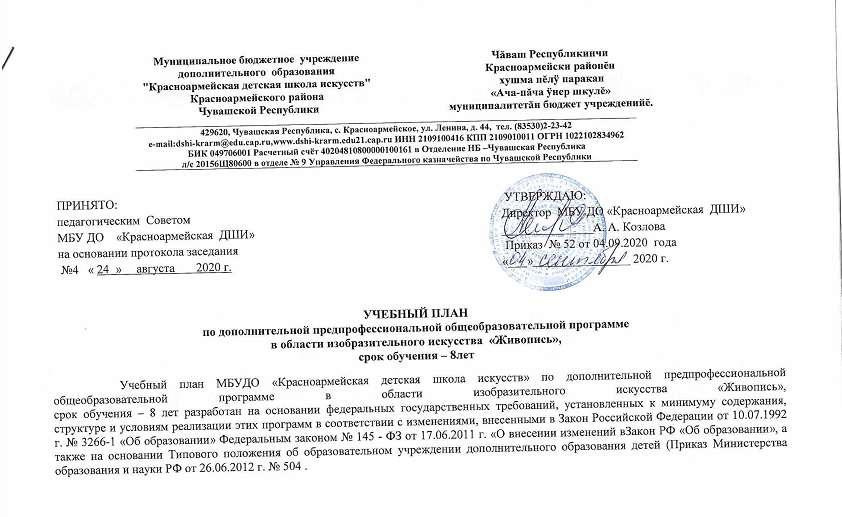 Муниципальное бюджетное учреждение
дополнительного образования
"Красноармейская детская школа искусств"
Красноармейского района
Чувашской Республики
Чăваш Республикинчи
Красноармейски районĕн
хушма пĕлÿ паракан
«Ача-пăча ÿнер шкулĕ»
муниципалитетăн бюджет учрежденийĕ.
429620, Чувашская Республика, с. Красноармейское, ул. Ленина, д. 44, тел. (83530)2-23-42
e-mail:dshi-krarm@edu.cap.ru,www.dshi-krarm.edu21.cap.ru ИНН 2109100416 КПП 210901011 ОГРН 1022102834962
БИК 049706001 Расчетный счёт 40204810800000100161 в Отделение НБ –Чувашская Республика
л/с 20156Щ80600 в отделе № 9 Управления Федерального казначейства по Чувашской Республики
ПРИНЯТО:
педагогическим Советом
МБУ ДО «Красноармейская ДШИ»
на основании протокола заседания
№4 « 24 » августа 2020 г.
УТВЕРЖДАЮ:
Директор МБУ ДО «Красноармейская ДШИ»
А. А. Козлова
Приказ № 52 от 04.09.2020 года
«04» сентября 2020 г.
УЧЕБНЫЙ ПЛАН
по дополнительной предпрофессиональной общеобразовательной программе
в области изобразительного искусства «Живопись»,
срок обучения – 8лет
Учебный план МБУДО «Красноармейская детская школа искусств» по дополнительной предпрофессиональной
общеобразовательной программе в области изобразительного искусства «Живопись»,
срок обучения – 8 лет разработан на основании федеральных государственных требований, установленных к минимуму содержания,
структуре и условиям реализации этих программ в соответствии с изменениями, внесенными в Закон Российской Федерации от 10.07.1992
г. № 3266-1 «Об образовании» Федеральным законом № 145 - ФЗ от 17.06.2011 г. «О внесении изменений вЗакон РФ «Об образовании», а
также на основании Типового положения об образовательном учреждении дополнительного образования детей (Приказ Министерства
образования и науки РФ от 26.06.2012 г. № 504 .